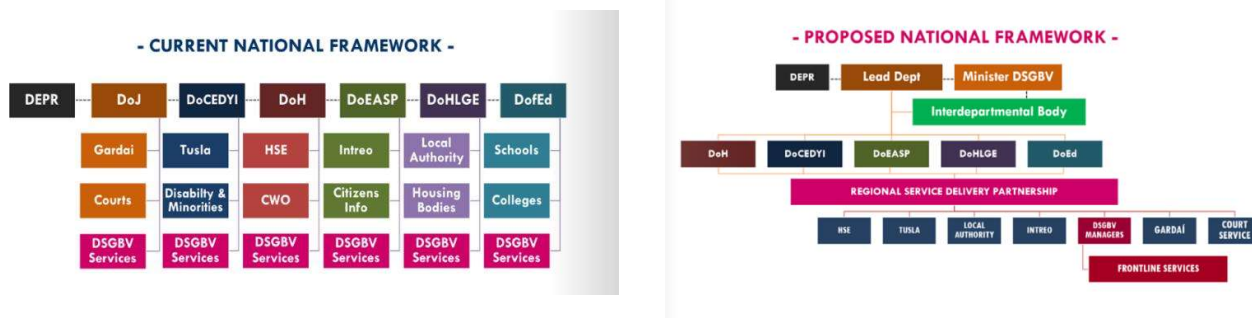 - CURRENT NATIONAL FRAMEWORK -
DEPR
DoJ
DoCEDYI
DoH
DoEASP
DoHLGE
DofEd
Gardai
Tusla
HSE
Intreo
Local
Authority
Schools
Courts
Disabilty &
Minorities
CWO
Citizens
Info
Housing
Bodies
Colleges
DSGBV
Services
DSGBV
Services
DSGBV
Services
DSGBV
Services
DSGBV
Services
DSGBV
Services
- PROPOSED NATIONAL FRAMEWORK -
DEPR
Lead Dept
Minister DSGBV
Interdepartmental Body
DoH
DoCEDYI
DoEASP
DoHLGE
DoEd
REGIONAL SERVICE DELIVERY PARTNERSHIP
HSE
TUSLA
LOCAL
AUTHORITY
INTREO
DSGBV
MANAGERS
GARDAÍ
COURT
SERVICE
FRONTLINE SERVICES